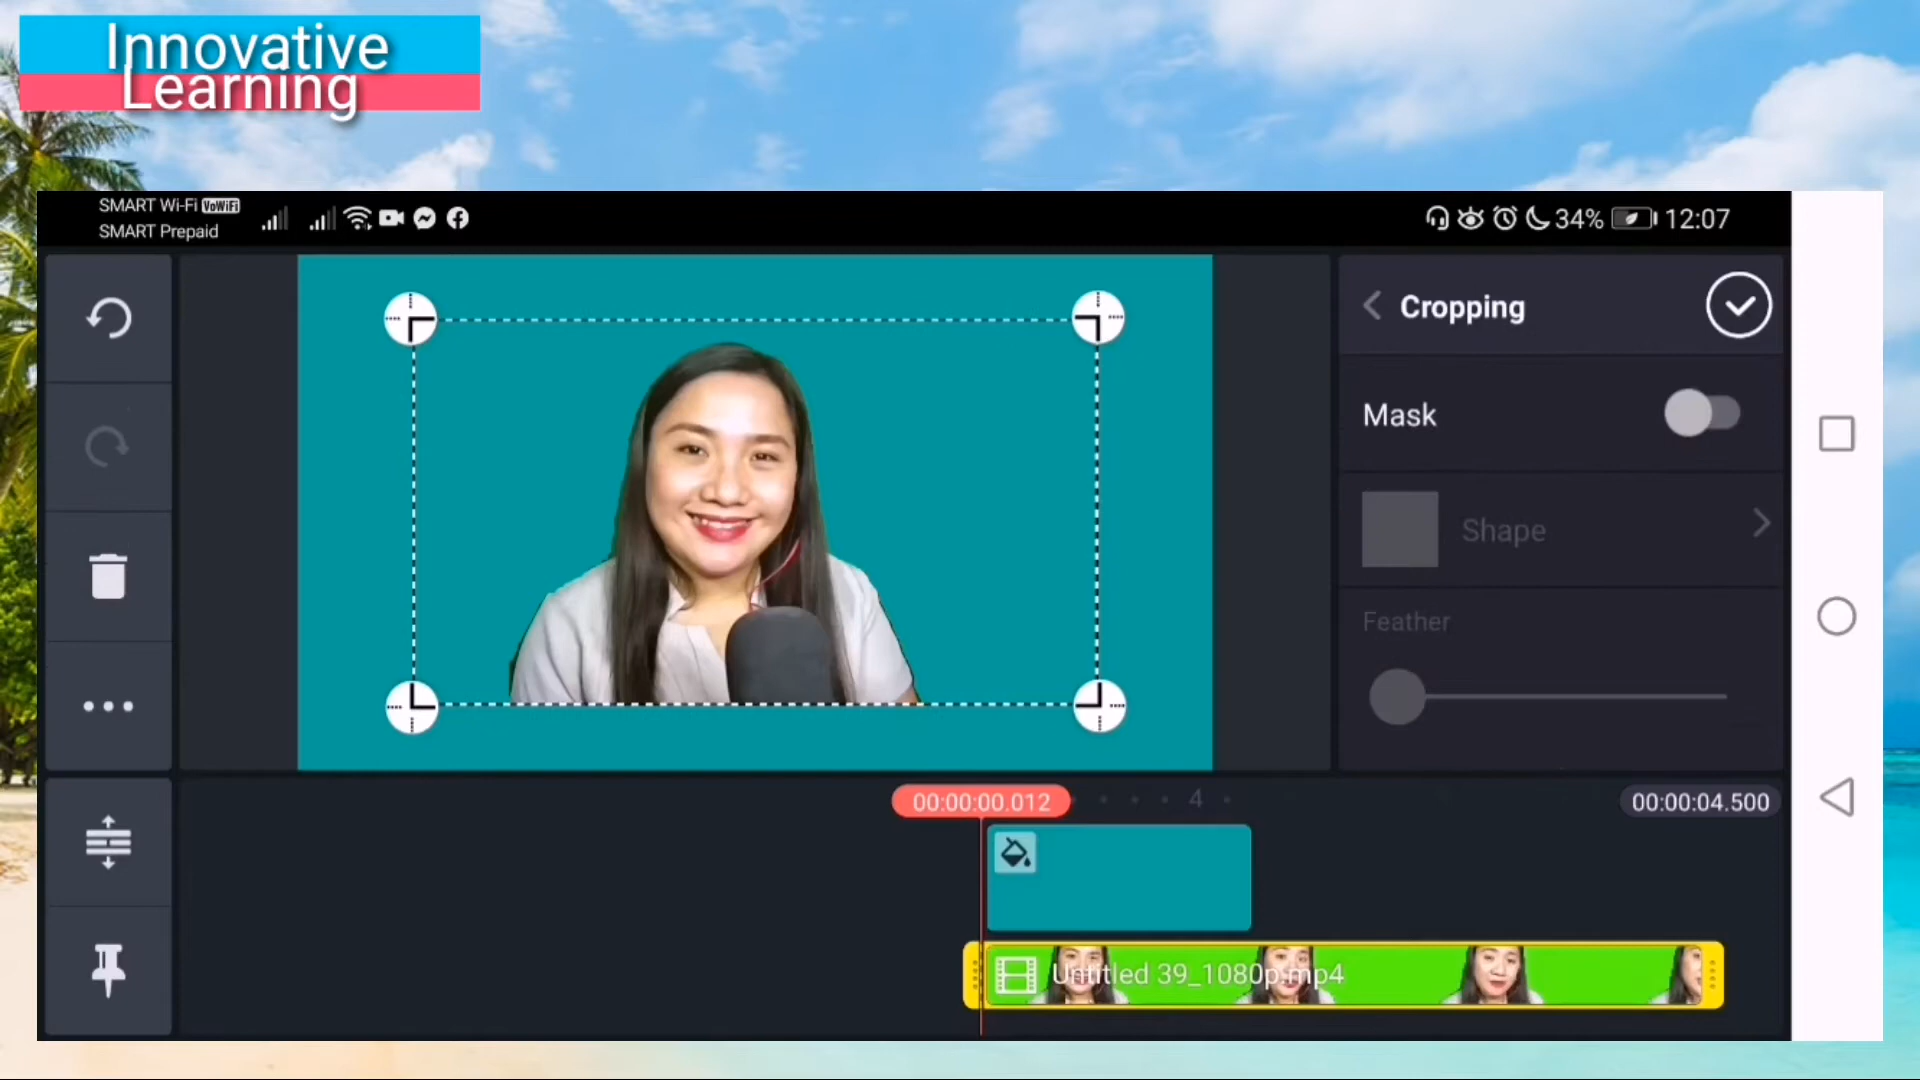 Innovative
Learning
SMART Wi-Fi VoWiFi
SMART Prepaid
34% 12:07
Cropping
Mask
Shape
Feather
00:00:00.012
4
00:00:04.500
Untitled 39_1080p.mp4